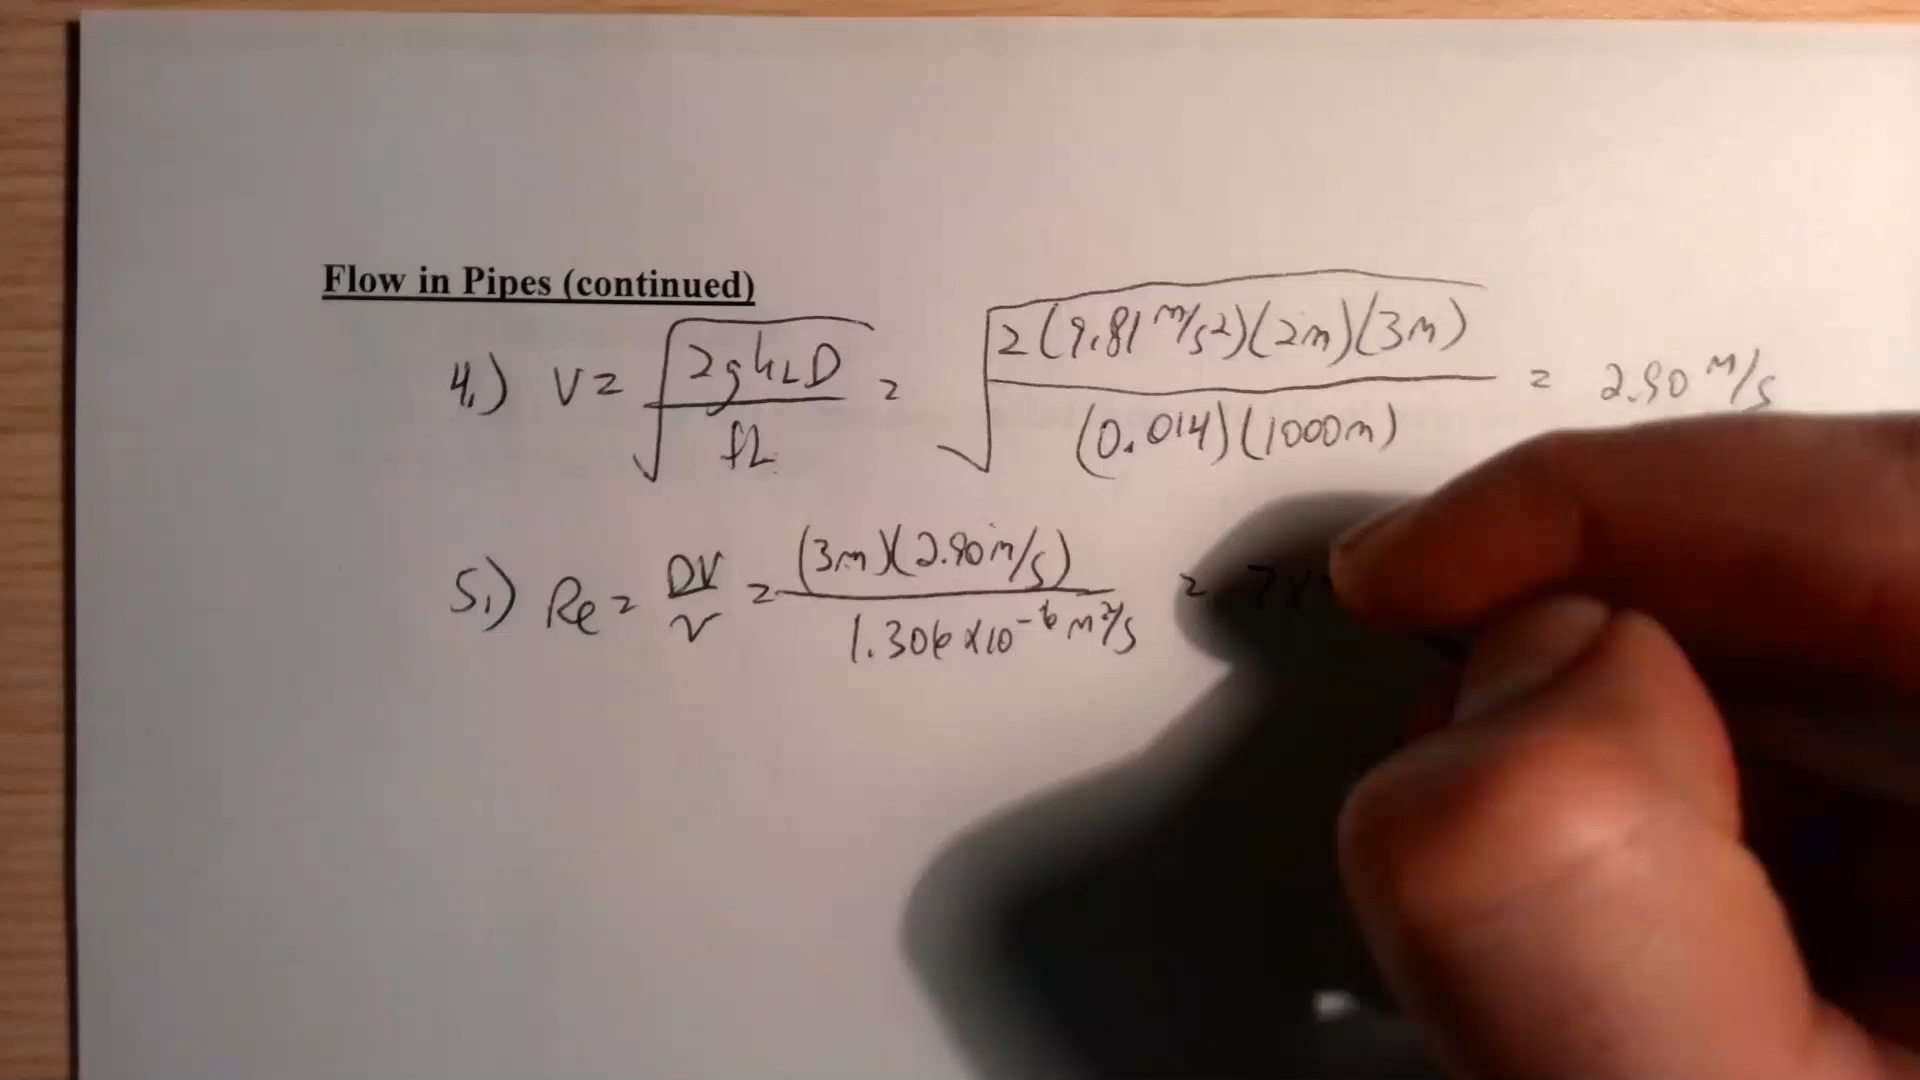 Flow in Pipes (continued)
4.) V = √(2ghLD / fL) = √(2(9.81 m/s²)(2m)(3m) / (0.014)(1000m)) = 2.90 m/s
5.) Re = DV/ν = (3m)(2.90 m/s) / 1.306 x10⁻⁶ m²/s =